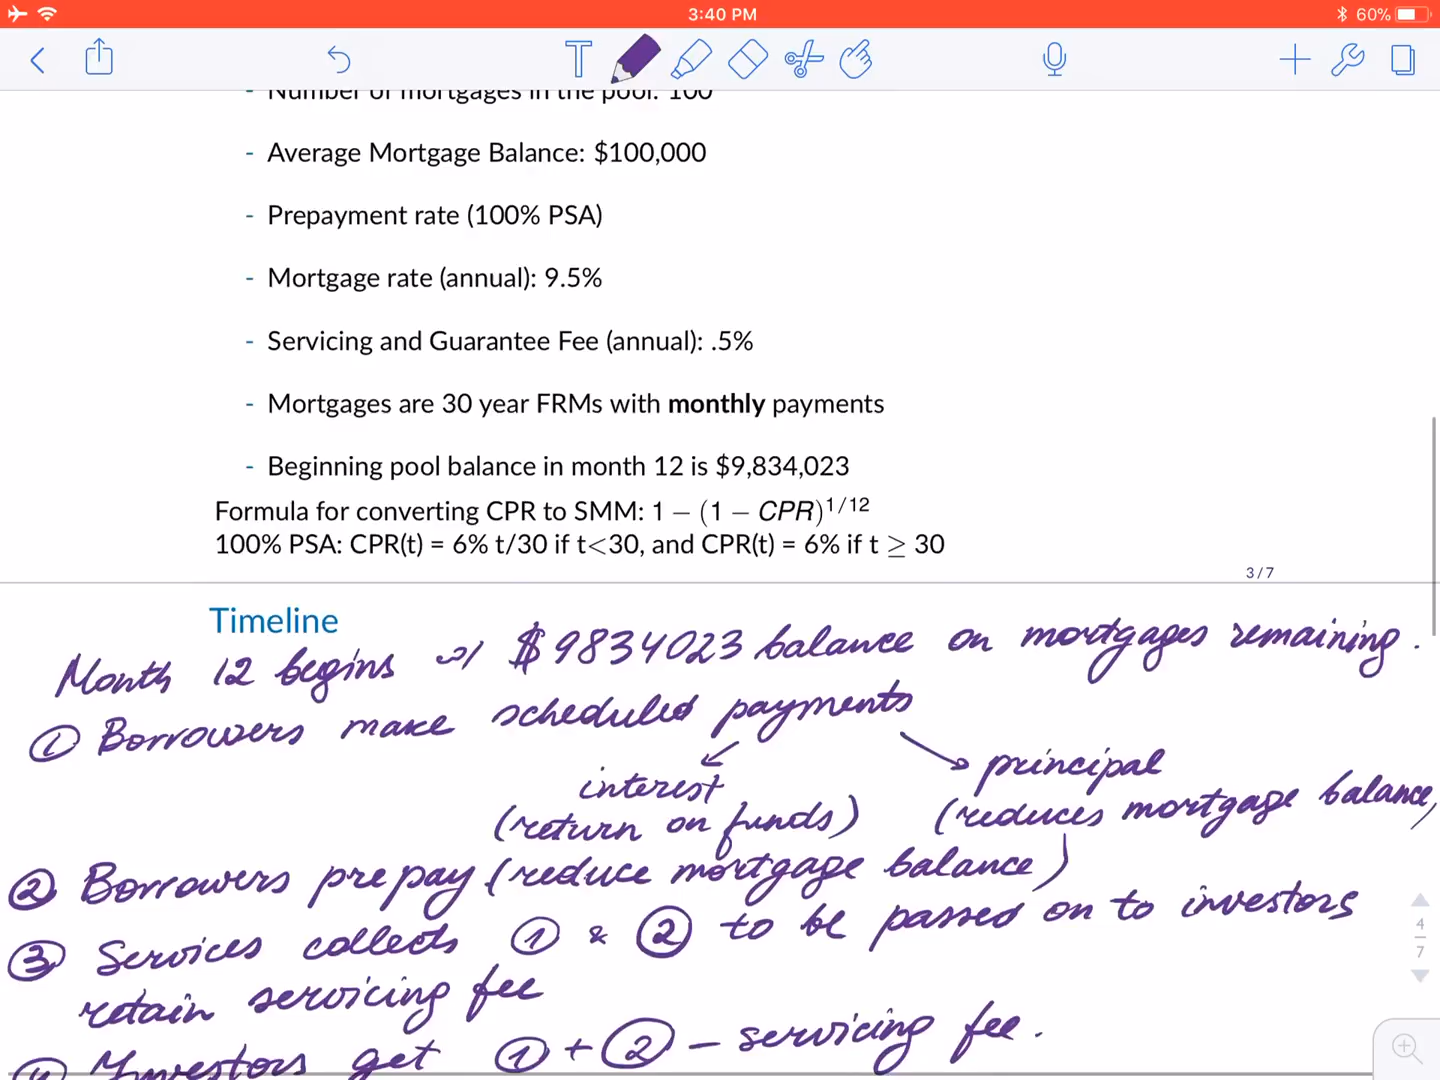 3:40 PM
60%
T
- Number of mortgages in the pool: 100
- Average Mortgage Balance: $100,000
- Prepayment rate (100% PSA)
- Mortgage rate (annual): 9.5%
- Servicing and Guarantee Fee (annual): .5%
- Mortgages are 30 year FRMs with monthly payments
- Beginning pool balance in month 12 is $9,834,023
Formula for converting CPR to SMM: 1 − (1 − CPR)^1/12
100% PSA: CPR(t) = 6% t/30 if t<30, and CPR(t) = 6% if t ≥ 30
3/7
Timeline
Month 12 begins w/ $9834023 balance on mortgages remaining.
① Borrowers make scheduled payments
interest principal
(return on funds) (reduces mortgage balance)
② Borrowers prepay (reduce mortgage balance)
③ Services collects ① & ② to be passed on to investors
retain servicing fee
④ Investors get ① + ② − servicing fee.
4
7